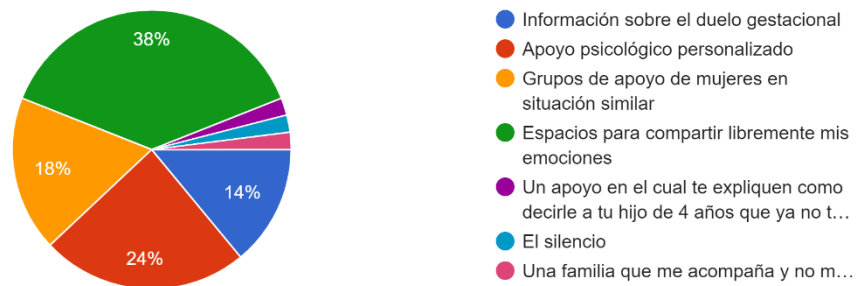 38%
18%
14%
24%
Información sobre el duelo gestacional
Apoyo psicológico personalizado
Grupos de apoyo de mujeres en
situación similar
Espacios para compartir libremente mis
emociones
Un apoyo en el cual te expliquen como
decirle a tu hijo de 4 años que ya no t…
El silencio
Una familia que me acompaña y no m…